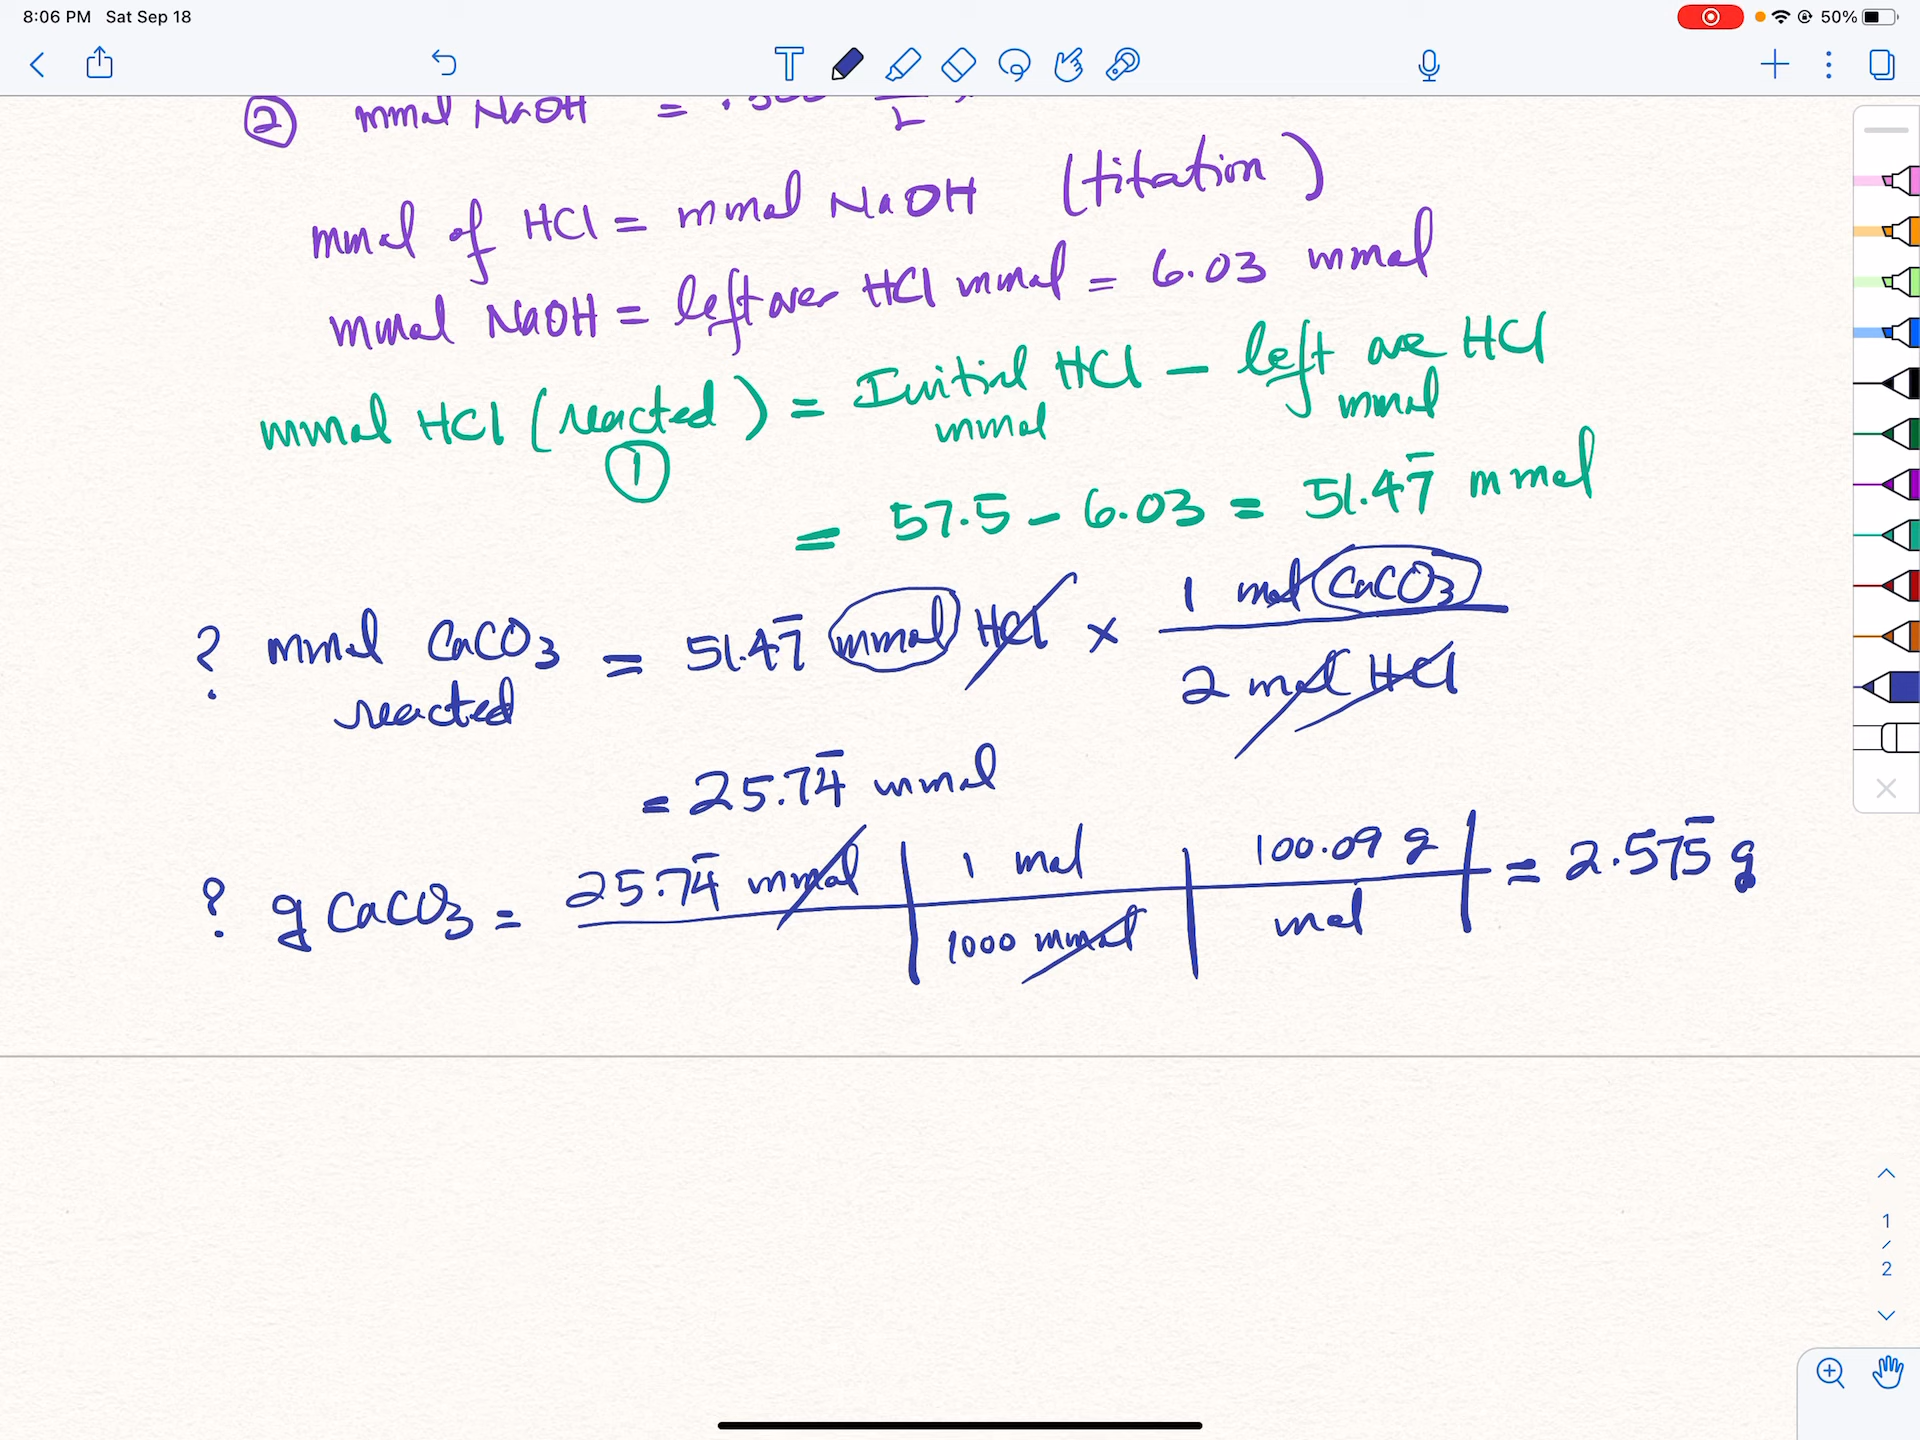 8:06 PM Sat Sep 18
50%
② mmol NaOH =
L
mmol of HCl = mmol NaOH (titration)
mmol NaOH = left over HCl mmol = 6.03 mmol
mmol HCl (reacted) = Initial HCl − left over HCl
① mmol mmol
= 57.5̅ − 6.03 = 51.47̅ mmol
? mmol CaCO3 = 51.47̅ mmol HCl × 1 mol CaCO3
reacted 2 mol HCl
= 25.74̅ mmol
? g CaCO3 = 25.74̅ mmol | 1 mol | 100.09 g | = 2.575̅ g
1000 mmol | mol
1
/
2